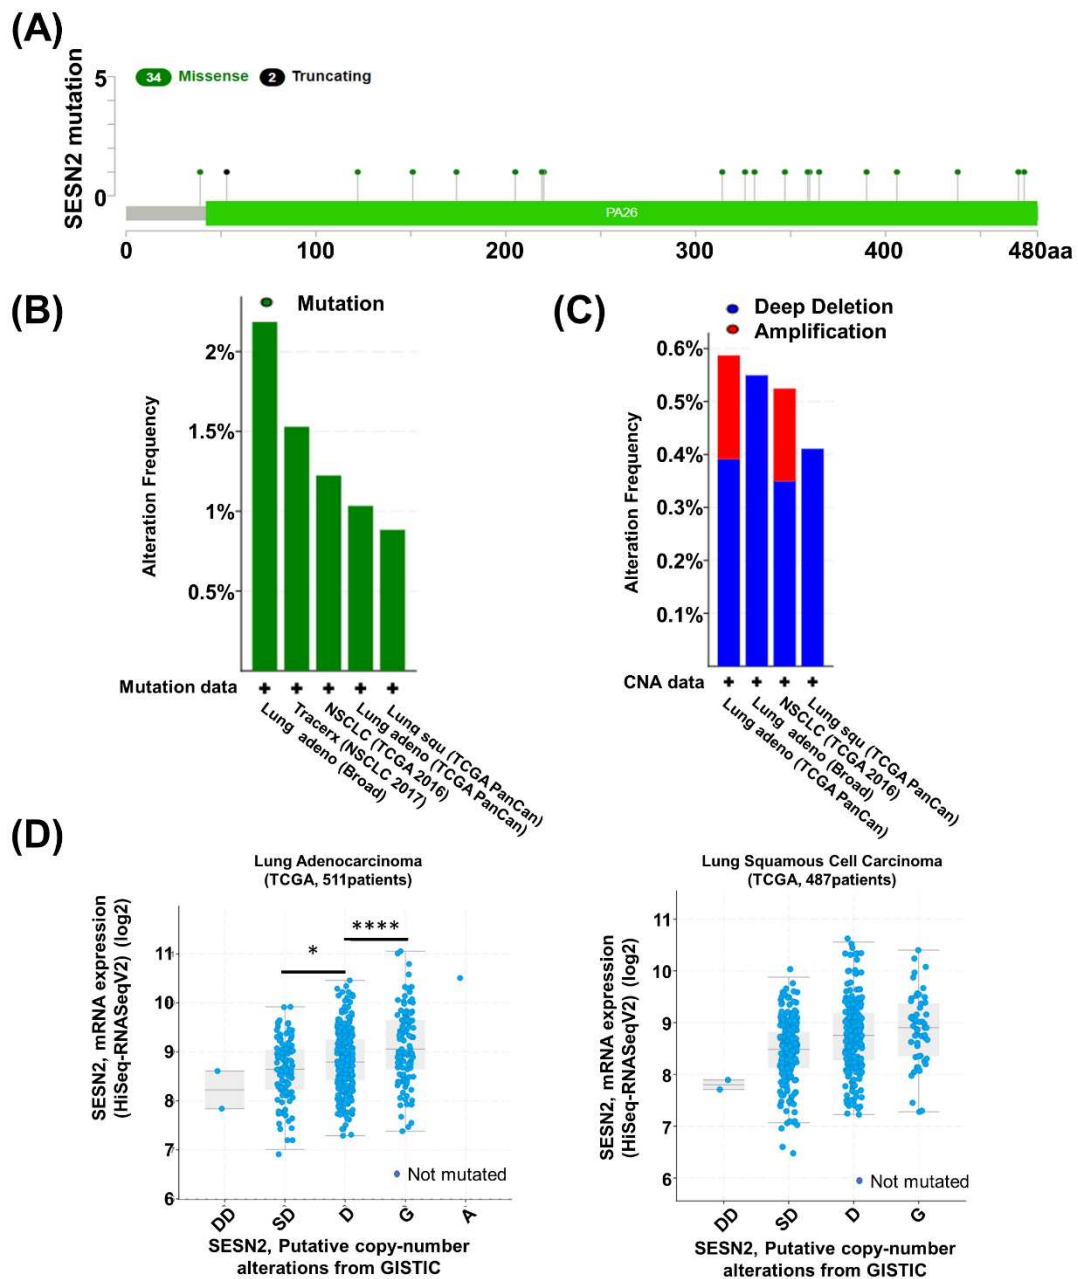 (A)
SESN2 mutation
5
0
34 Missense 2 Truncating
PA26
0 100 200 300 400 480aa
(B)
Mutation
Alteration Frequency
2%
1.5%
1%
0.5%
Mutation data + + + + +
Lung adeno (Broad)
Tracerx (NSCLC 2017)
NSCLC (TCGA 2016)
Lung adeno (TCGA PanCan)
Lung squ (TCGA PanCan)
(C)
Deep Deletion
Amplification
Alteration Frequency
0.6%
0.5%
0.4%
0.3%
0.2%
0.1%
CNA data + + + +
Lung adeno (TCGA PanCan)
Lung adeno (Broad)
NSCLC (TCGA 2016)
Lung squ (TCGA PanCan)
(D)
Lung Adenocarcinoma
(TCGA, 511patients)
SESN2, mRNA expression
(HiSeq-RNASeqV2) (log2)
11
10
9
8
7
6
*
****
Not mutated
DD SD D G A
SESN2, Putative copy-number
alterations from GISTIC
Lung Squamous Cell Carcinoma
(TCGA, 487patients)
SESN2, mRNA expression
(HiSeq-RNASeqV2) (log2)
11
10
9
8
7
6
Not mutated
DD SD D G
SESN2, Putative copy-number
alterations from GISTIC